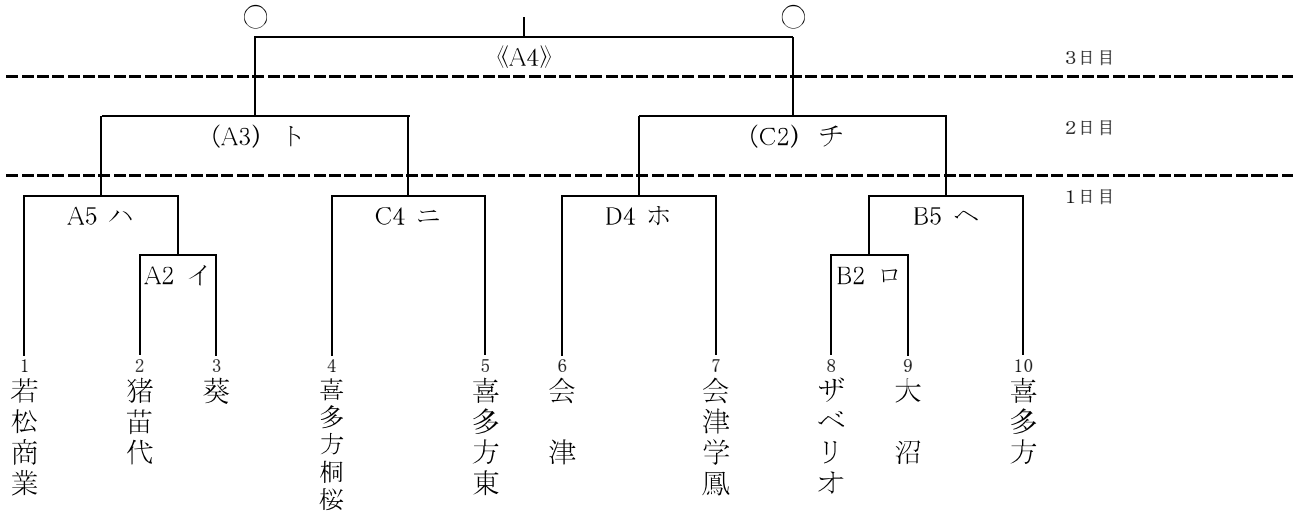 ○ ○
《A4》
3日目
(A3) ト
(C2) チ
2日目
1日目
A5 ハ
C4 ニ
D4 ホ
B5 ヘ
A2 イ
B2 ロ
1 2 3 4 5 6 7 8 9 10
若松商業
猪苗代
葵
喜多方桐桜
喜多方東
会津
会津学鳳
ザベリオ
大沼
喜多方